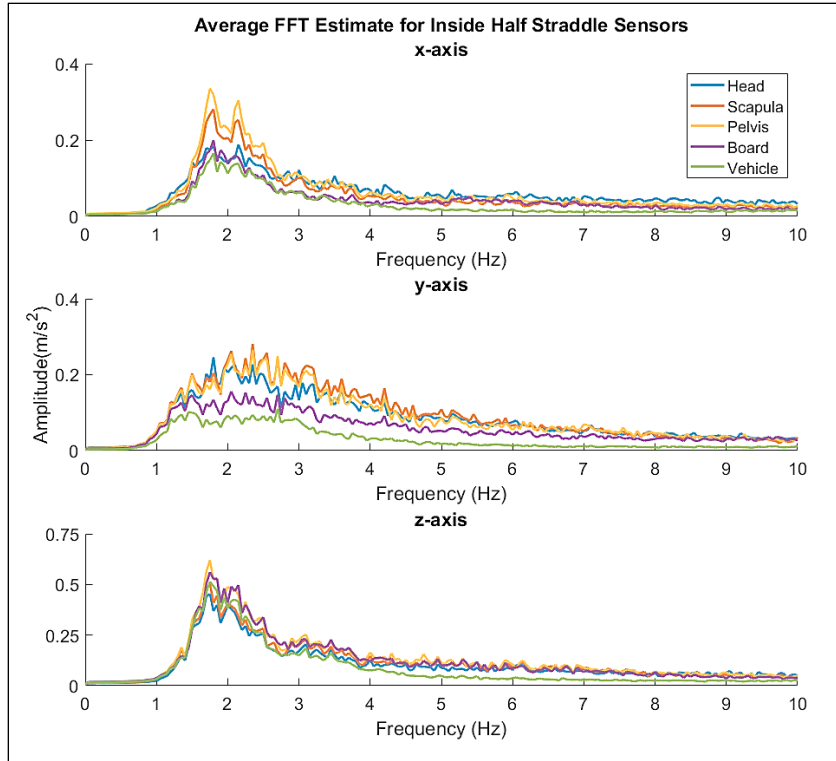 Average FFT Estimate for Inside Half Straddle Sensors
x-axis
0.4
0.2
0
Head
Scapula
Pelvis
Board
Vehicle
0 1 2 3 4 5 6 7 8 9 10
Frequency (Hz)
y-axis
0.4
0.2
0
Amplitude(m/s²)
0 1 2 3 4 5 6 7 8 9 10
Frequency (Hz)
z-axis
0.75
0.5
0.25
0
0 1 2 3 4 5 6 7 8 9 10
Frequency (Hz)